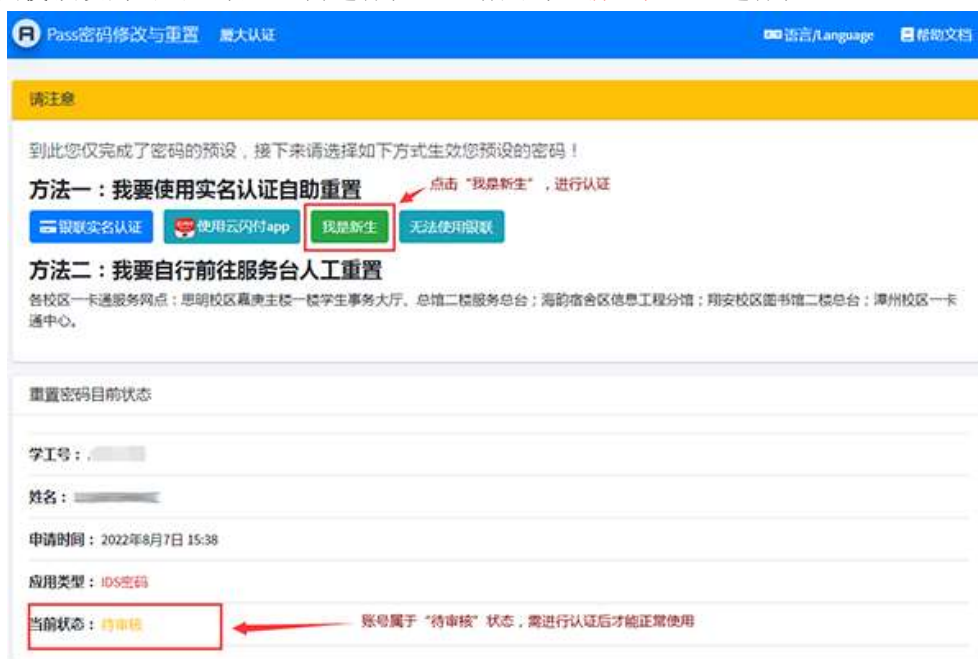 Pass密码修改与重置 厦大认证 语言/Language 帮助文档
请注意
到此您仅完成了密码的预设，接下来请选择如下方式生效您预设的密码！
方法一：我要使用实名认证自助重置
点击“我是新生”，进行认证
银联实名认证 使用云闪付app 我是新生 无法使用银联
方法二：我要自行前往服务台人工重置
各校区一卡通服务网点：思明校区嘉庚主楼一楼学生事务大厅、总馆二楼服务总台；海韵宿舍区信息工程分馆；翔安校区图书馆二楼总台；漳州校区一卡
通中心。
重置密码目前状态
学工号：
姓名：
申请时间：2022年8月7日 15:38
应用类型：IDS密码
当前状态：待审核
账号属于“待审核”状态，需进行认证后才能正常使用